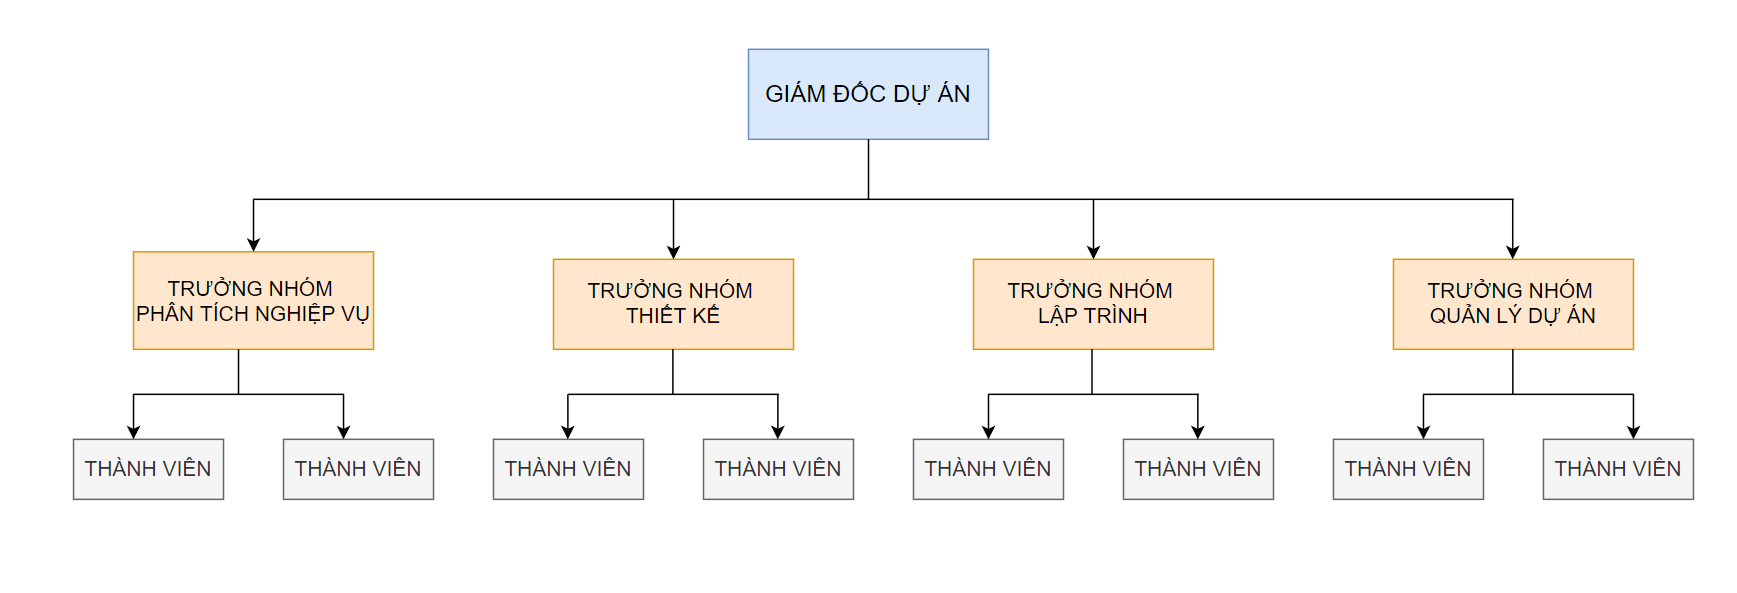 GIÁM ĐỐC DỰ ÁN
TRƯỞNG NHÓM
PHÂN TÍCH NGHIỆP VỤ
TRƯỞNG NHÓM
THIẾT KẾ
TRƯỞNG NHÓM
LẬP TRÌNH
TRƯỞNG NHÓM
QUẢN LÝ DỰ ÁN
THÀNH VIÊN
THÀNH VIÊN
THÀNH VIÊN
THÀNH VIÊN
THÀNH VIÊN
THÀNH VIÊN
THÀNH VIÊN
THÀNH VIÊN